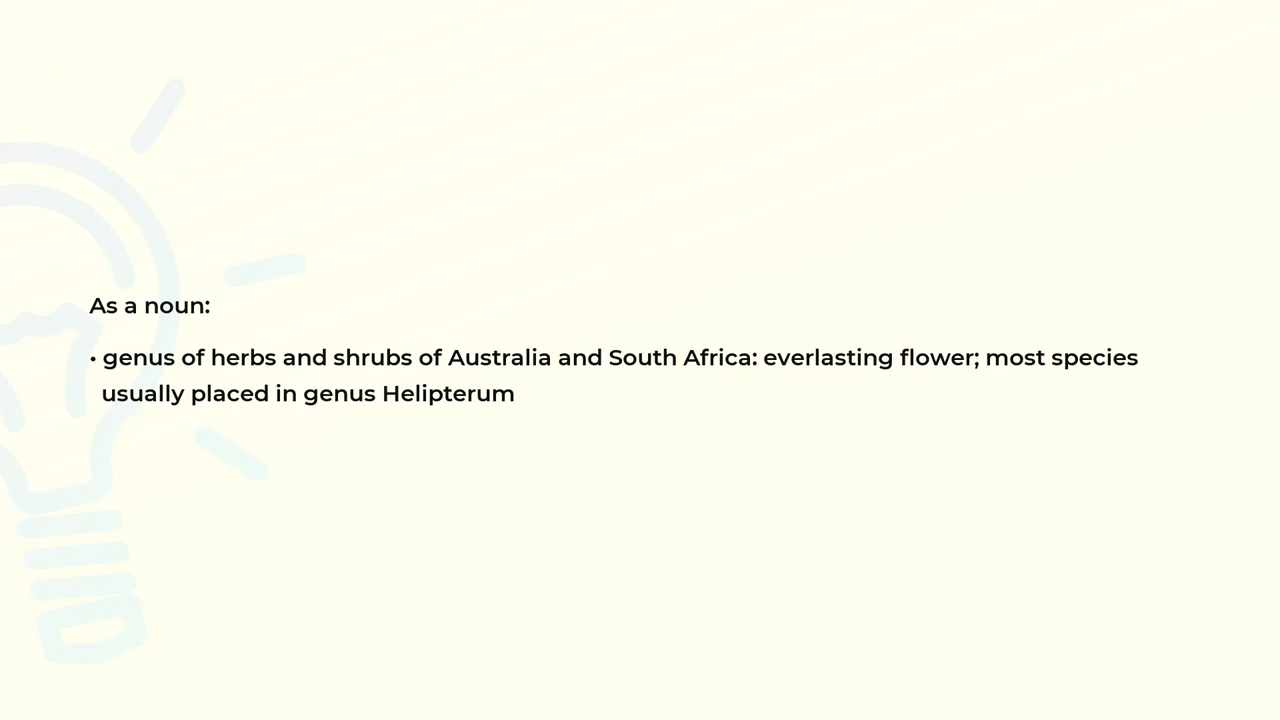 As a noun:
• genus of herbs and shrubs of Australia and South Africa: everlasting flower; most species
usually placed in genus Helipterum